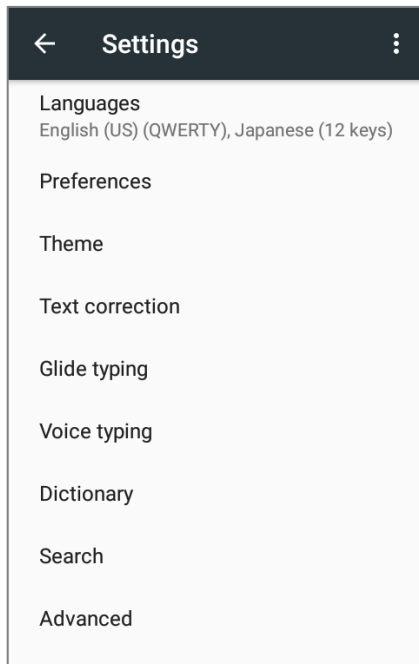 Settings
Languages
English (US) (QWERTY), Japanese (12 keys)
Preferences
Theme
Text correction
Glide typing
Voice typing
Dictionary
Search
Advanced